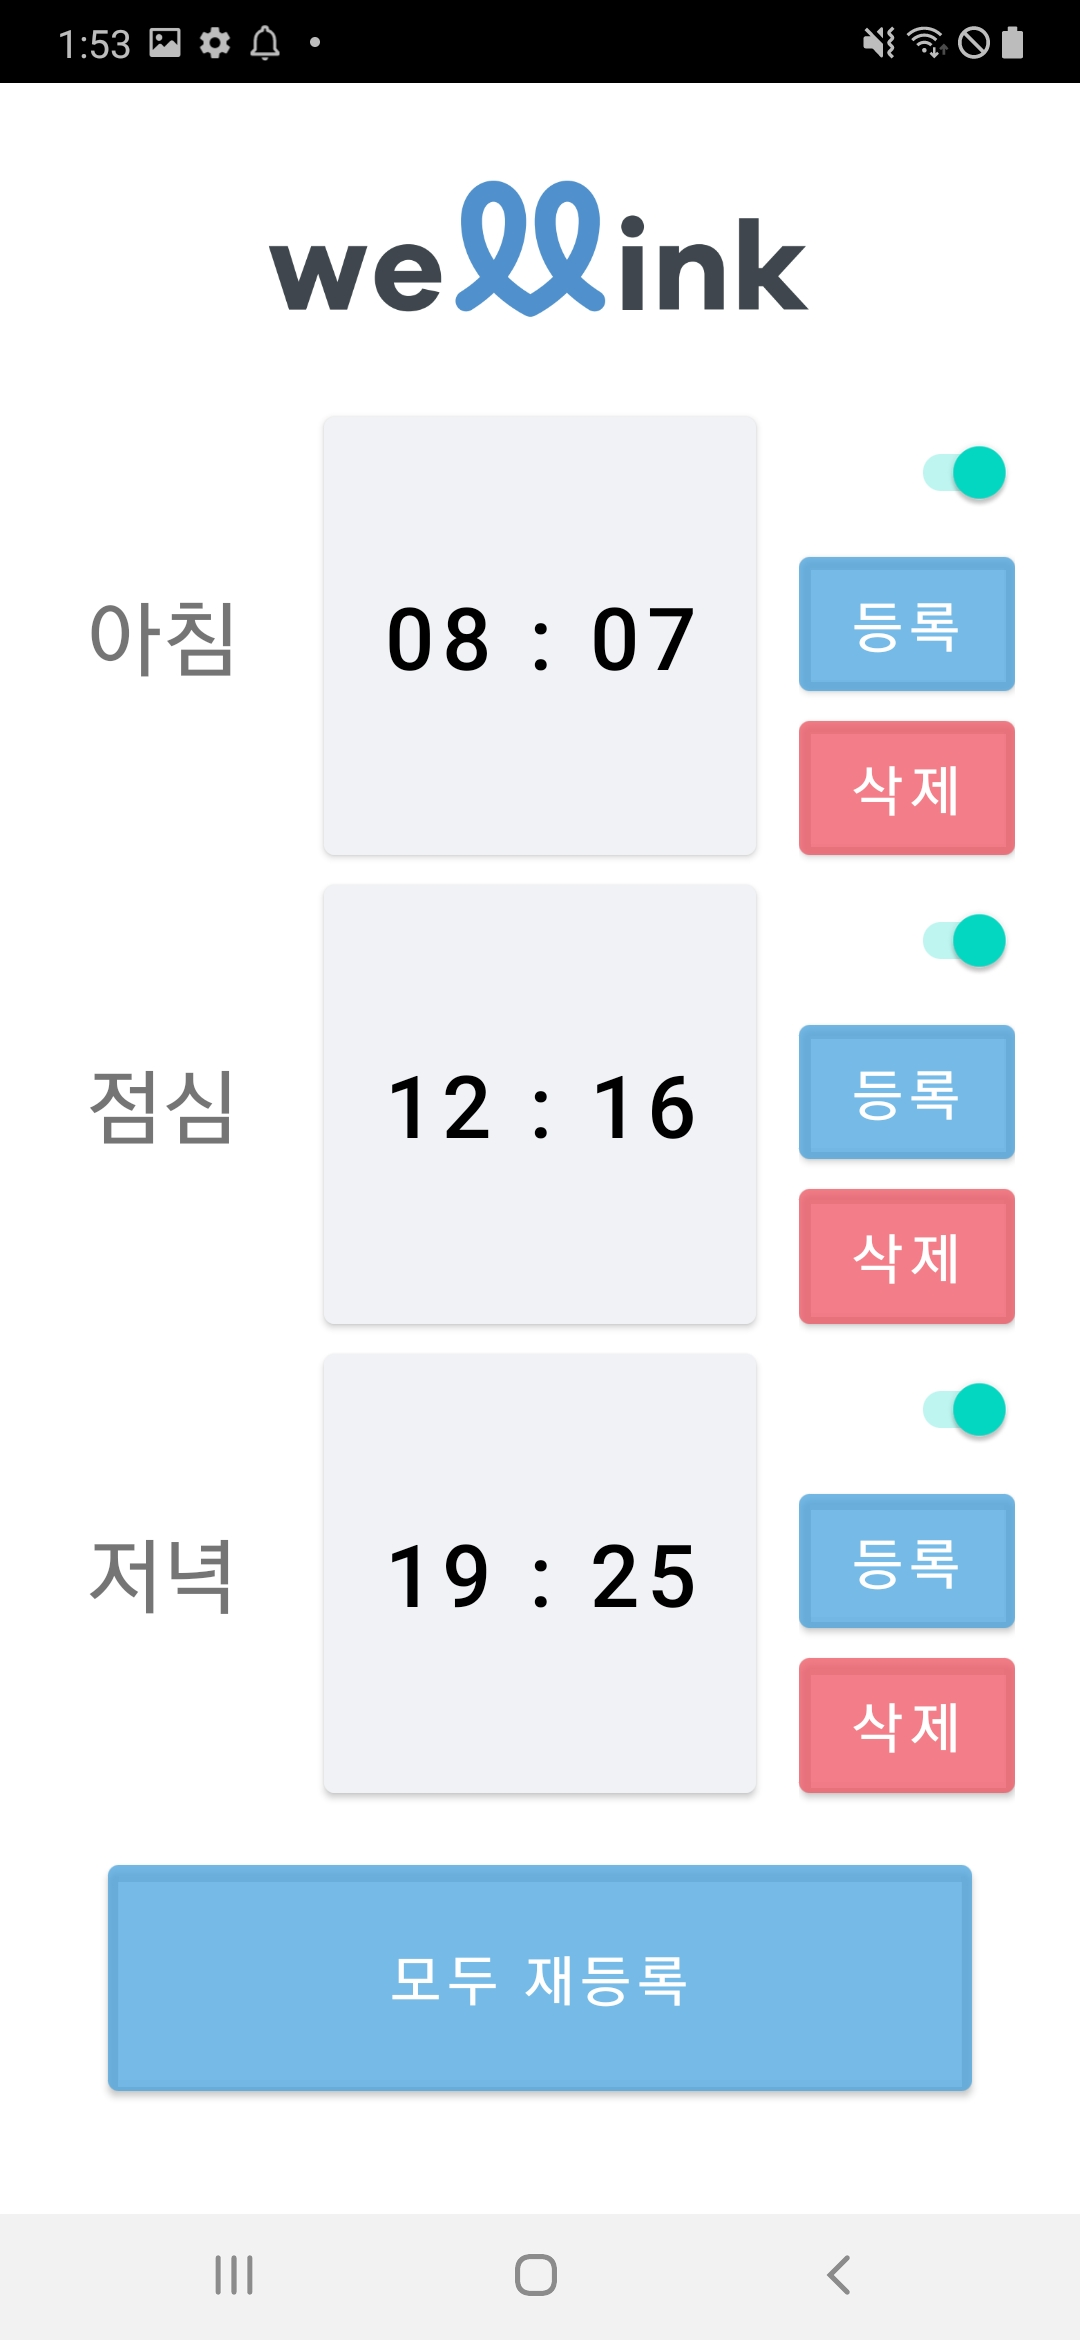 1:53
wellink
아침
08 : 07
등록
삭제
점심
12 : 16
등록
삭제
저녁
19 : 25
등록
삭제
모두 재등록